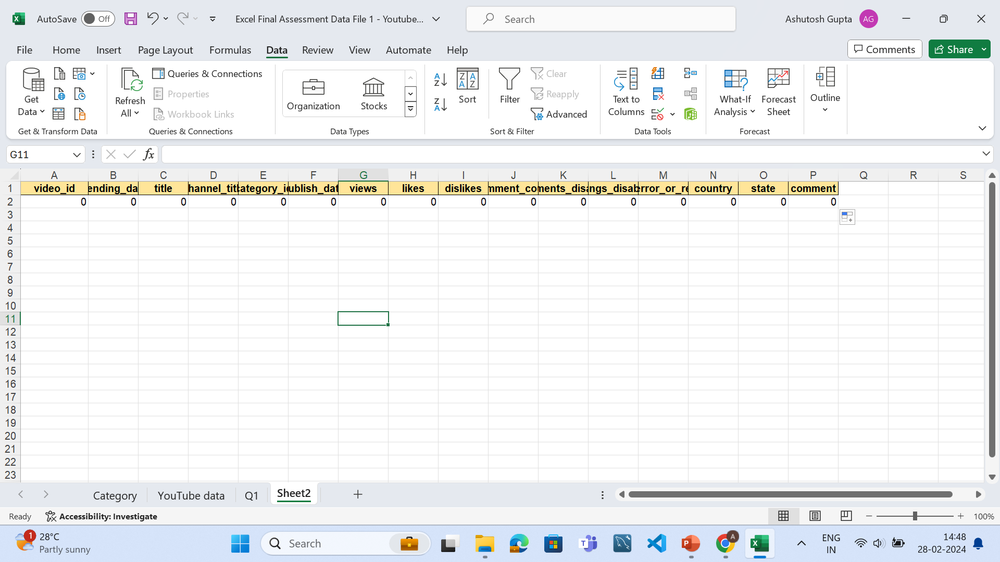 AutoSave Off Excel Final Assessment Data File 1 - Youtube... Search Ashutosh Gupta AG
File Home Insert Page Layout Formulas Data Review View Automate Help Comments Share
Get Data
Refresh All
Queries & Connections
Properties
Workbook Links
Organization Stocks
Sort
Filter
Clear
Reapply
Advanced
Text to Columns
What-If Analysis
Forecast Sheet
Outline
Get & Transform Data Queries & Connections Data Types Sort & Filter Data Tools Forecast
G11 fx
A B C D E F G H I J K L M N O P Q R S
1 video_id ending_da title hannel_titl category_i ublish_dat views likes dislikes mment_co ments_disa ngs_disab error_or_re country state comment
2 0 0 0 0 0 0 0 0 0 0 0 0 0 0 0 0
3
4
5
6
7
8
9
10
11
12
13
14
15
16
17
18
19
20
21
22
23
Category YouTube data Q1 Sheet2
Ready Accessibility: Investigate 100%
1 28°C
Partly sunny
Search
ENG
IN
14:48
28-02-2024